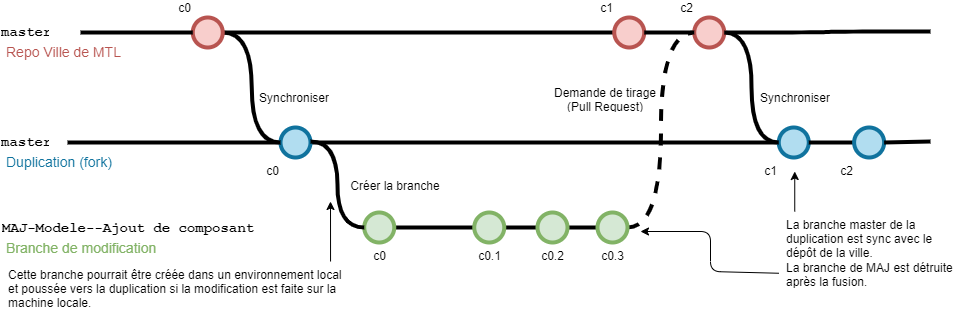 c0
c1
c2
master
Repo Ville de MTL
Demande de tirage
(Pull Request)
Synchroniser
Synchroniser
master
Duplication (fork)
c0
c1
c2
Créer la branche
MAJ-Modele--Ajout de composant
Branche de modification
c0
c0.1
c0.2
c0.3
La branche master de la
duplication est sync avec le
dépôt de la ville.
La branche de MAJ est détruite
après la fusion.
Cette branche pourrait être créée dans un environnement local
et poussée vers la duplication si la modification est faite sur la
machine locale.